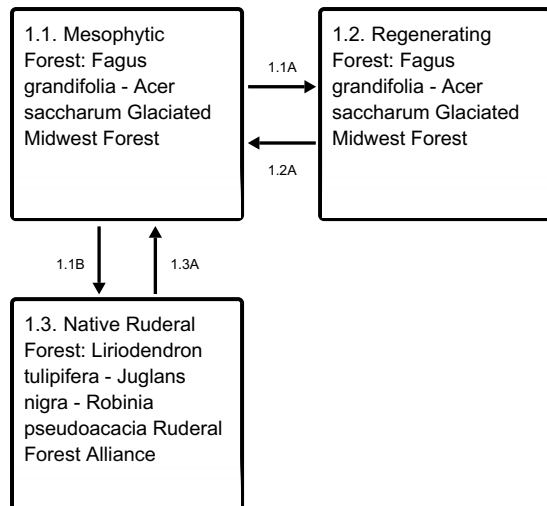 1.1. Mesophytic
Forest: Fagus
grandifolia - Acer
saccharum Glaciated
Midwest Forest
1.1A
1.2A
1.2. Regenerating
Forest: Fagus
grandifolia - Acer
saccharum Glaciated
Midwest Forest
1.1B
1.3A
1.3. Native Ruderal
Forest: Liriodendron
tulipifera - Juglans
nigra - Robinia
pseudoacacia Ruderal
Forest Alliance